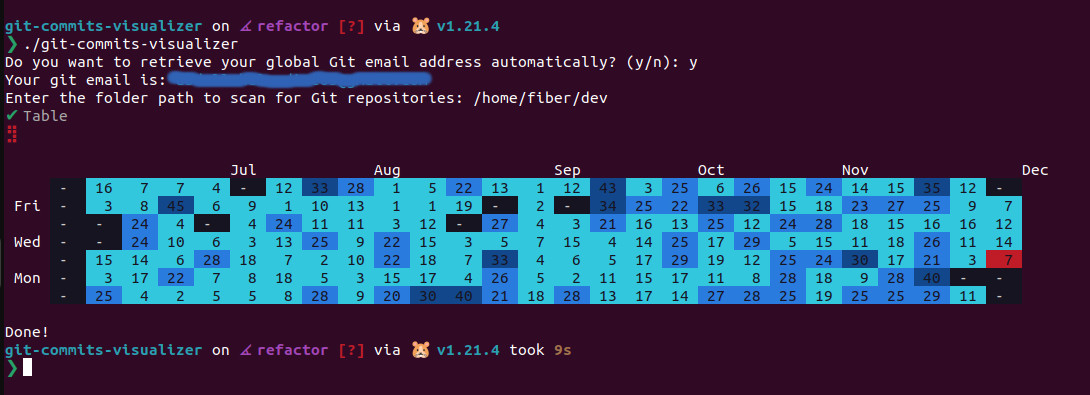 git-commits-visualizer on refactor [?] via 🐹 v1.21.4
❯ ./git-commits-visualizer
Do you want to retrieve your global Git email address automatically? (y/n): y
Your git email is:
Enter the folder path to scan for Git repositories: /home/fiber/dev
✔ Table
Jul Aug Sep Oct Nov Dec
- 16 7 7 4 - 12 33 28 1 5 22 13 1 12 43 3 25 6 26 15 24 14 15 35 12 -
Fri - 3 8 45 6 9 1 10 13 1 1 19 - 2 - 34 25 22 33 32 15 15 23 27 25 9 7
- - 24 4 - 4 24 11 11 3 12 - 27 4 3 21 16 13 25 12 24 28 18 15 16 16 12
Wed - - 24 10 6 3 13 25 9 22 15 3 5 7 15 4 14 25 17 29 5 15 11 18 26 11 14
- 15 14 6 28 18 7 2 10 22 18 7 33 4 6 5 17 29 19 12 25 24 30 17 21 3 7
Mon - 3 17 22 7 8 18 5 3 15 17 4 26 5 2 11 15 17 11 8 28 18 9 28 40 - -
- 25 4 2 5 5 8 28 9 20 30 40 21 18 28 13 17 14 27 28 25 19 25 25 29 11 -
Done!
git-commits-visualizer on refactor [?] via 🐹 v1.21.4 took 9s
❯